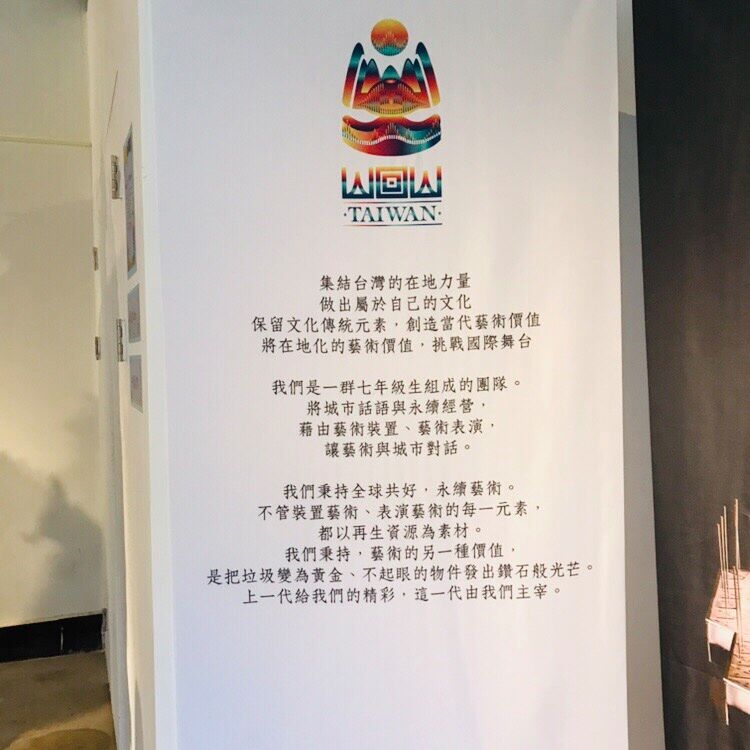 WOW
·TAIWAN·
集結台灣的在地力量
做出屬於自己的文化
保留文化傳統元素，創造當代藝術價值
將在地化的藝術價值，挑戰國際舞台
我們是一群七年級生組成的團隊。
將城市話語與永續經營，
藉由藝術裝置、藝術表演，
讓藝術與城市對話。
我們秉持全球共好，永續藝術。
不管裝置藝術、表演藝術的每一元素，
都以再生資源為素材。
我們秉持，藝術的另一種價值，
是把垃圾變為黃金、不起眼的物件發出鑽石般光芒。
上一代給我們的精彩，這一代由我們主宰。